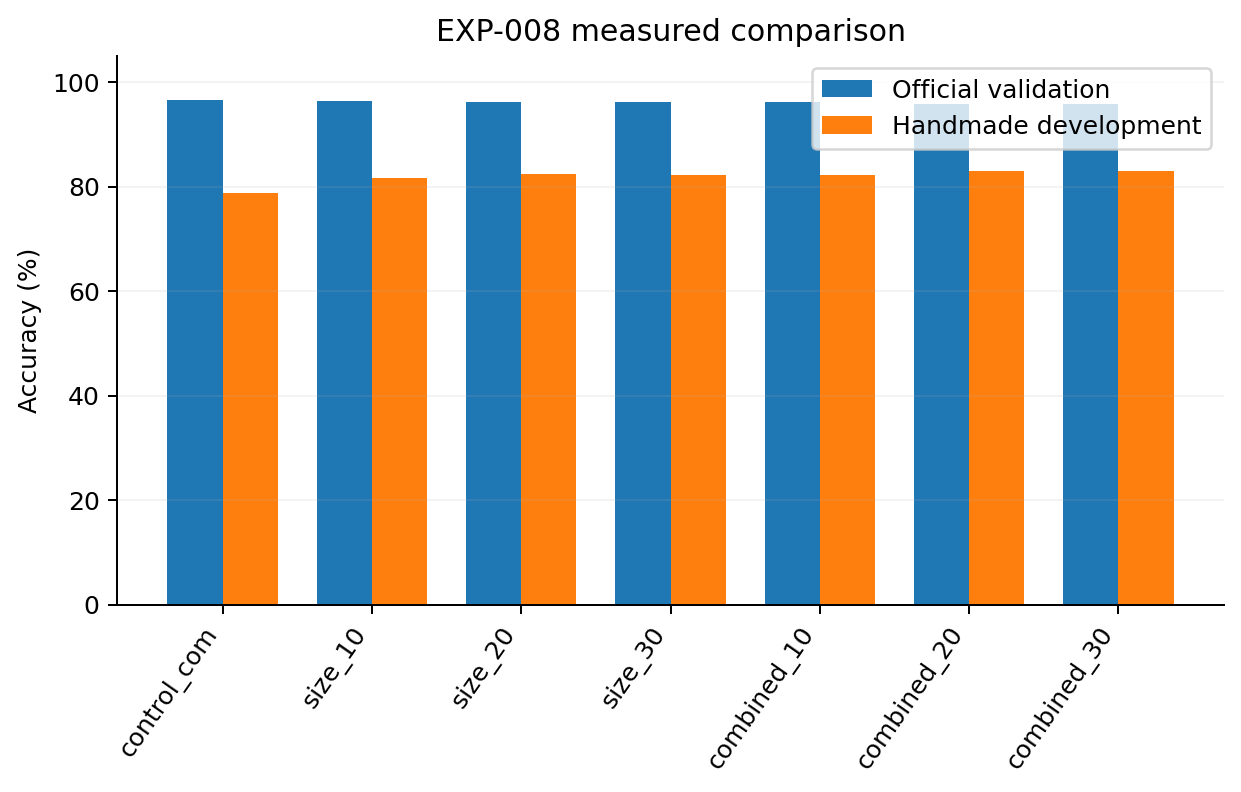 EXP-008 measured comparison
Official validation
Handmade development
Accuracy (%)
100
80
60
40
20
0
control_com
size_10
size_20
size_30
combined_10
combined_20
combined_30